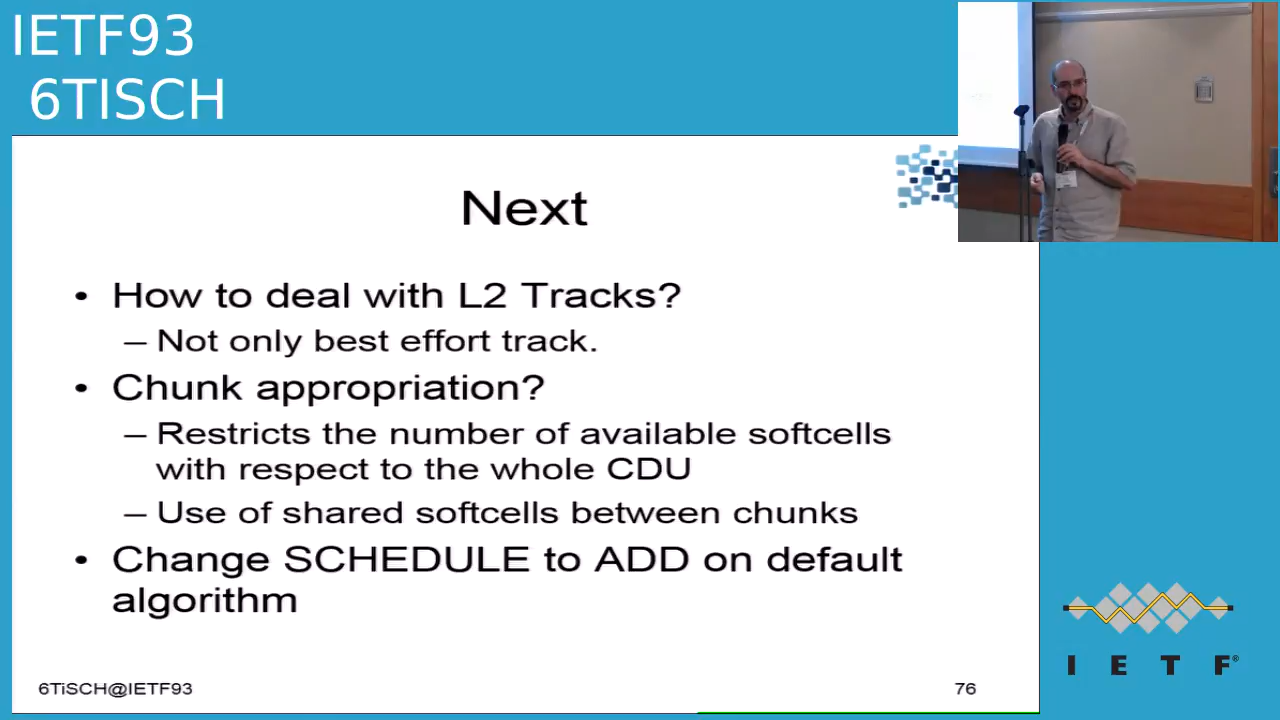 IETF93
6TISCH
Next
• How to deal with L2 Tracks?
– Not only best effort track.
• Chunk appropriation?
– Restricts the number of available softcells
with respect to the whole CDU
– Use of shared softcells between chunks
• Change SCHEDULE to ADD on default
algorithm
6TiSCH@IETF93
76
I E T F®